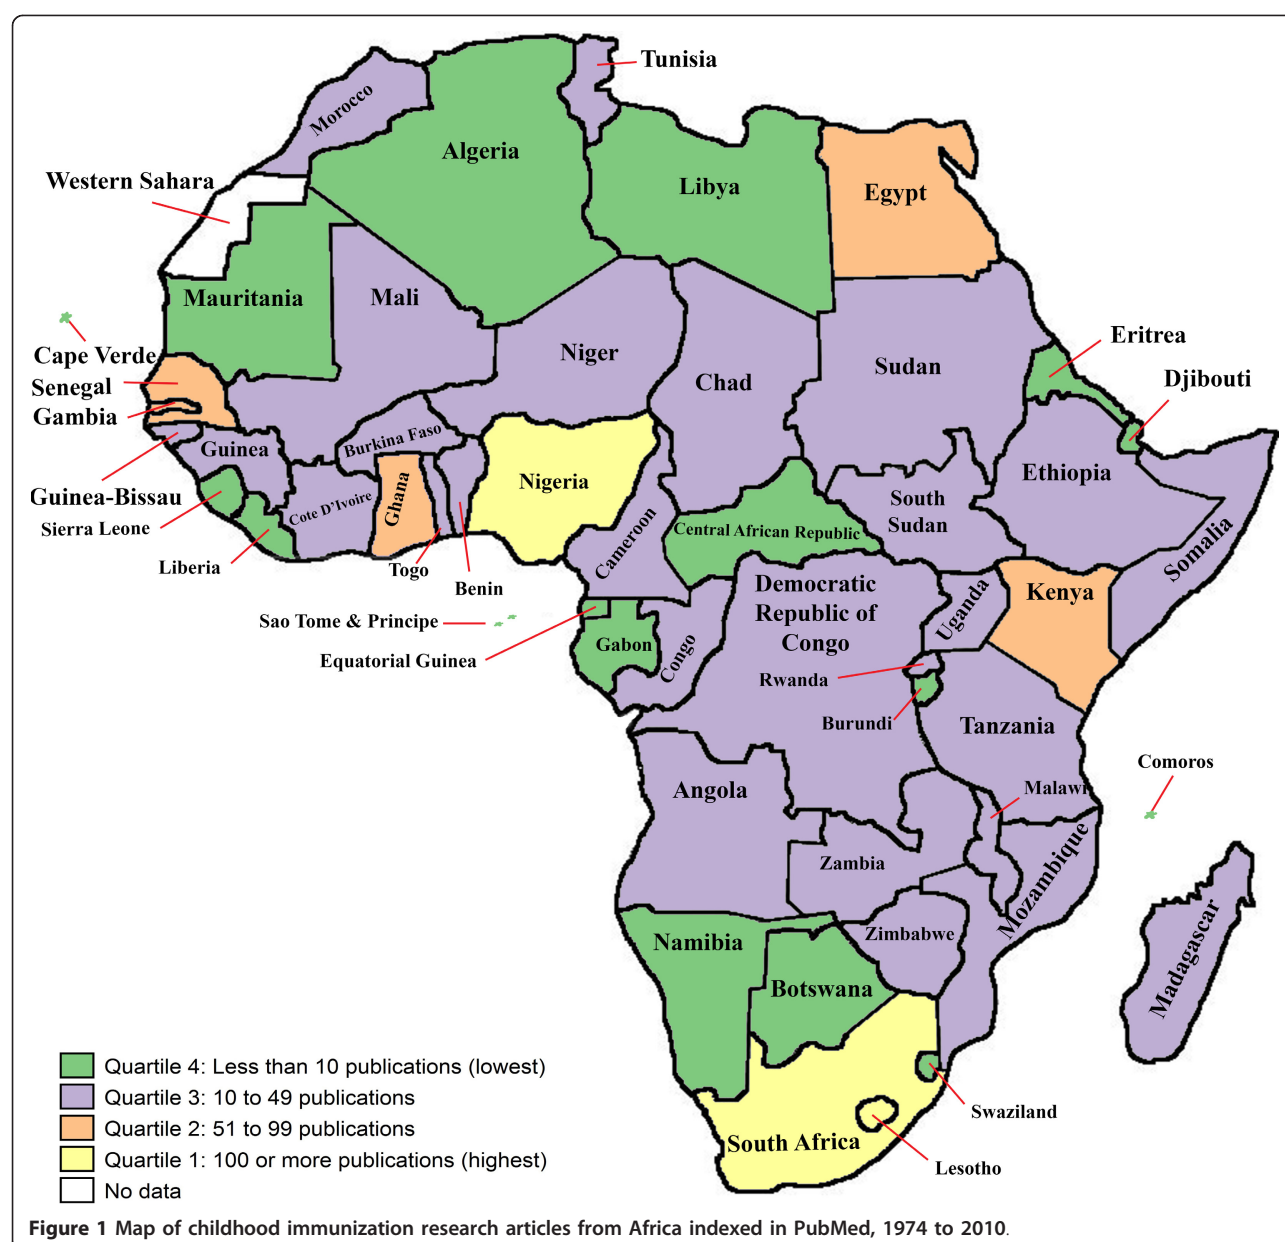 Tunisia
Morocco
Algeria
Western Sahara
Libya
Egypt
Mauritania
Mali
Cape Verde
Niger
Eritrea
Sudan
Senegal
Chad
Djibouti
Gambia
Burkina Faso
Guinea
Ethiopia
Nigeria
Guinea-Bissau
Ghana
South
Sudan
Cote D'Ivoire
Sierra Leone
Central African Republic
Cameroon
Somalia
Liberia
Togo
Benin
Democratic
Republic of
Congo
Kenya
Uganda
Sao Tome & Principe
Gabon
Equatorial Guinea
Congo
Rwanda
Burundi
Tanzania
Comoros
Angola
Malawi
Zambia
Mozambique
Zimbabwe
Namibia
Madagascar
Botswana
Swaziland
South Africa
Lesotho
Quartile 4: Less than 10 publications (lowest)
Quartile 3: 10 to 49 publications
Quartile 2: 51 to 99 publications
Quartile 1: 100 or more publications (highest)
No data
Figure 1 Map of childhood immunization research articles from Africa indexed in PubMed, 1974 to 2010.